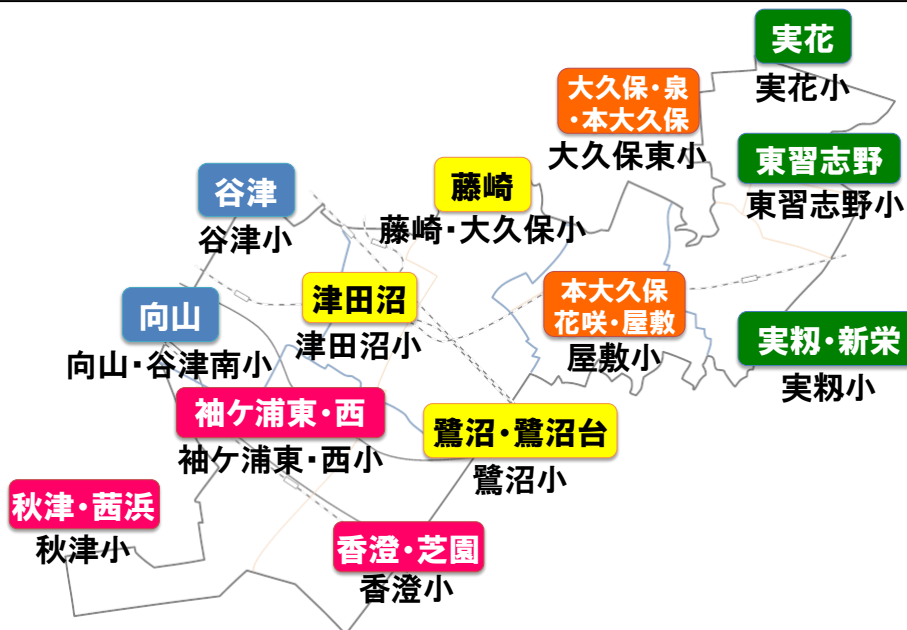 実花
実花小
大久保・泉
・本大久保
大久保東小
東習志野
東習志野小
谷津
谷津小
藤崎
藤崎・大久保小
津田沼
津田沼小
本大久保
花咲・屋敷
屋敷小
向山
向山・谷津南小
実籾・新栄
実籾小
袖ケ浦東・西
袖ケ浦東・西小
鷺沼・鷺沼台
鷺沼小
秋津・茜浜
秋津小
香澄・芝園
香澄小